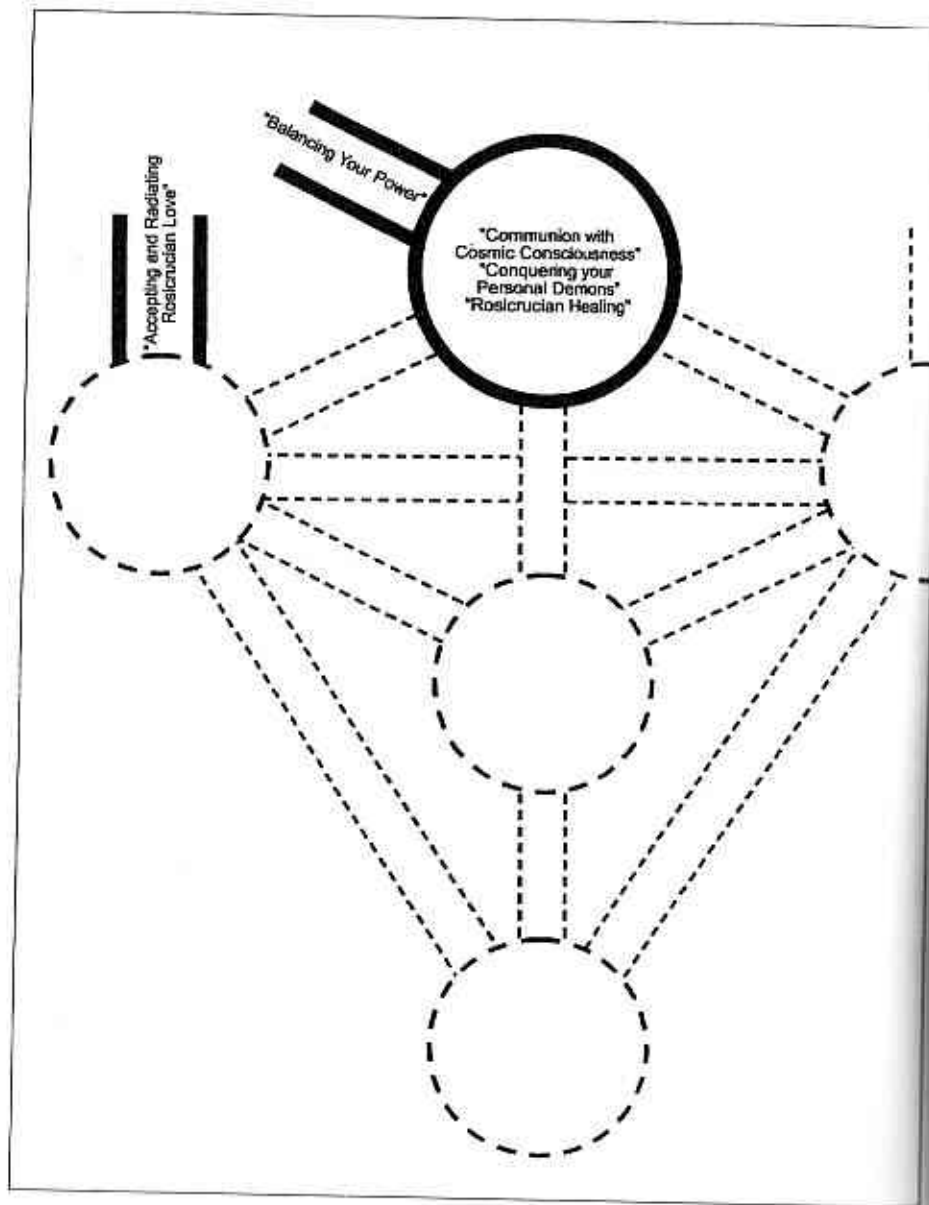 "Balancing Your Power"
"Accepting and Radiating
Rosicrucian Love"
"Communion with
Cosmic Consciousness"
"Conquering your
Personal Demons"
"Rosicrucian Healing"